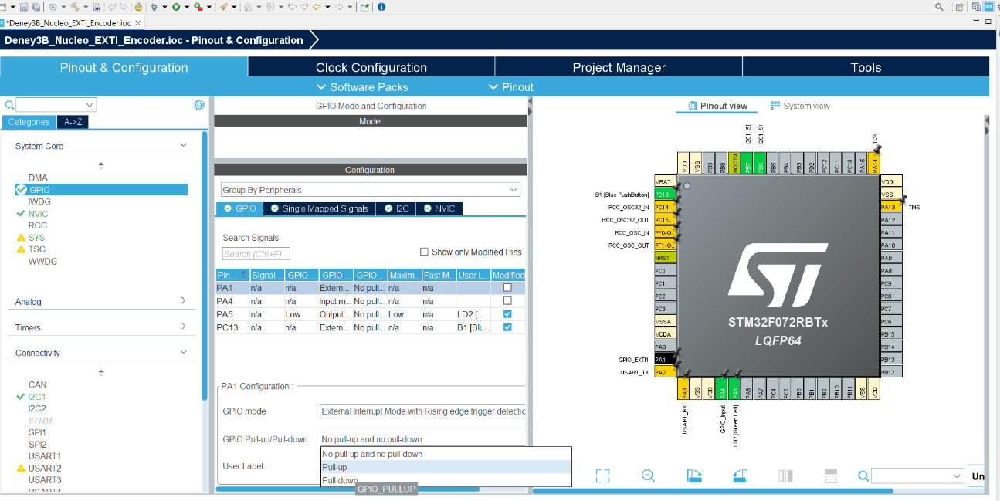 *Deney3B_Nucleo_EXTI_Encoder.ioc
Deney3B_Nucleo_EXTI_Encoder.ioc - Pinout & Configuration
Pinout & Configuration
Clock Configuration
Project Manager
Tools
Software Packs
Pinout
Categories
A->Z
System Core
DMA
GPIO
IWDG
NVIC
RCC
SYS
TSC
WWDG
Analog
Timers
Connectivity
CAN
I2C1
I2C2
IRTIM
SPI1
SPI2
USART1
USART2
USART3
USART4
GPIO Mode and Configuration
Mode
Configuration
Group By Peripherals
GPIO
Single Mapped Signals
I2C
NVIC
Search Signals
Search (Ctrl+F)
Show only Modified Pins
Pin... Signal ... GPIO ... GPIO ... GPIO ... Maxim... Fast M... User L... Modified
PA1 n/a n/a Extern... No pull... n/a n/a
PA4 n/a n/a Input m... No pull... n/a n/a
PA5 n/a Low Output ... No pull... Low n/a LD2 [...
PC13 n/a n/a Extern... No pull... n/a n/a B1 [Blu...
PA1 Configuration :
GPIO mode
External Interrupt Mode with Rising edge trigger detectio
GPIO Pull-up/Pull-down
No pull-up and no pull-down
No pull-up and no pull-down
User Label
Pull-up
Pull-down
GPIO_PULLUP
Pinout view
System view
I2C1_SI
I2C1_SI
TCK
VDD
VSS
PB9
PB8
BOOT0
PB7
PB6
PB5
PB4
PB3
PD2
PC12
PC11
PC10
PA15
PA14
VBAT
B1 [Blue PushButton]
PC13
RCC_OSC32_IN
PC14-..
RCC_OSC32_OUT
PC15-..
RCC_OSC_IN
PF0-O..
RCC_OSC_OUT
PF1-O..
NRST
PC0
PC1
PC2
PC3
VSSA
VDDA
PA0
GPIO_EXTI1
PA1
USART_TX
PA2
STM32F072RBTx
LQFP64
VDDI..
VSS
PA13
TMS
PA12
PA11
PA10
PA9
PA8
PC9
PC8
PC7
PC6
PB15
PB14
PB13
PB12
PA3
VSS
VDD
PA4
PA5
PA6
PA7
PC4
PC5
PB0
PB1
PB2
PB10
PB11
VSS
VDD
USART_RX
GPIO_Input
LD2 [Green Led]
Un